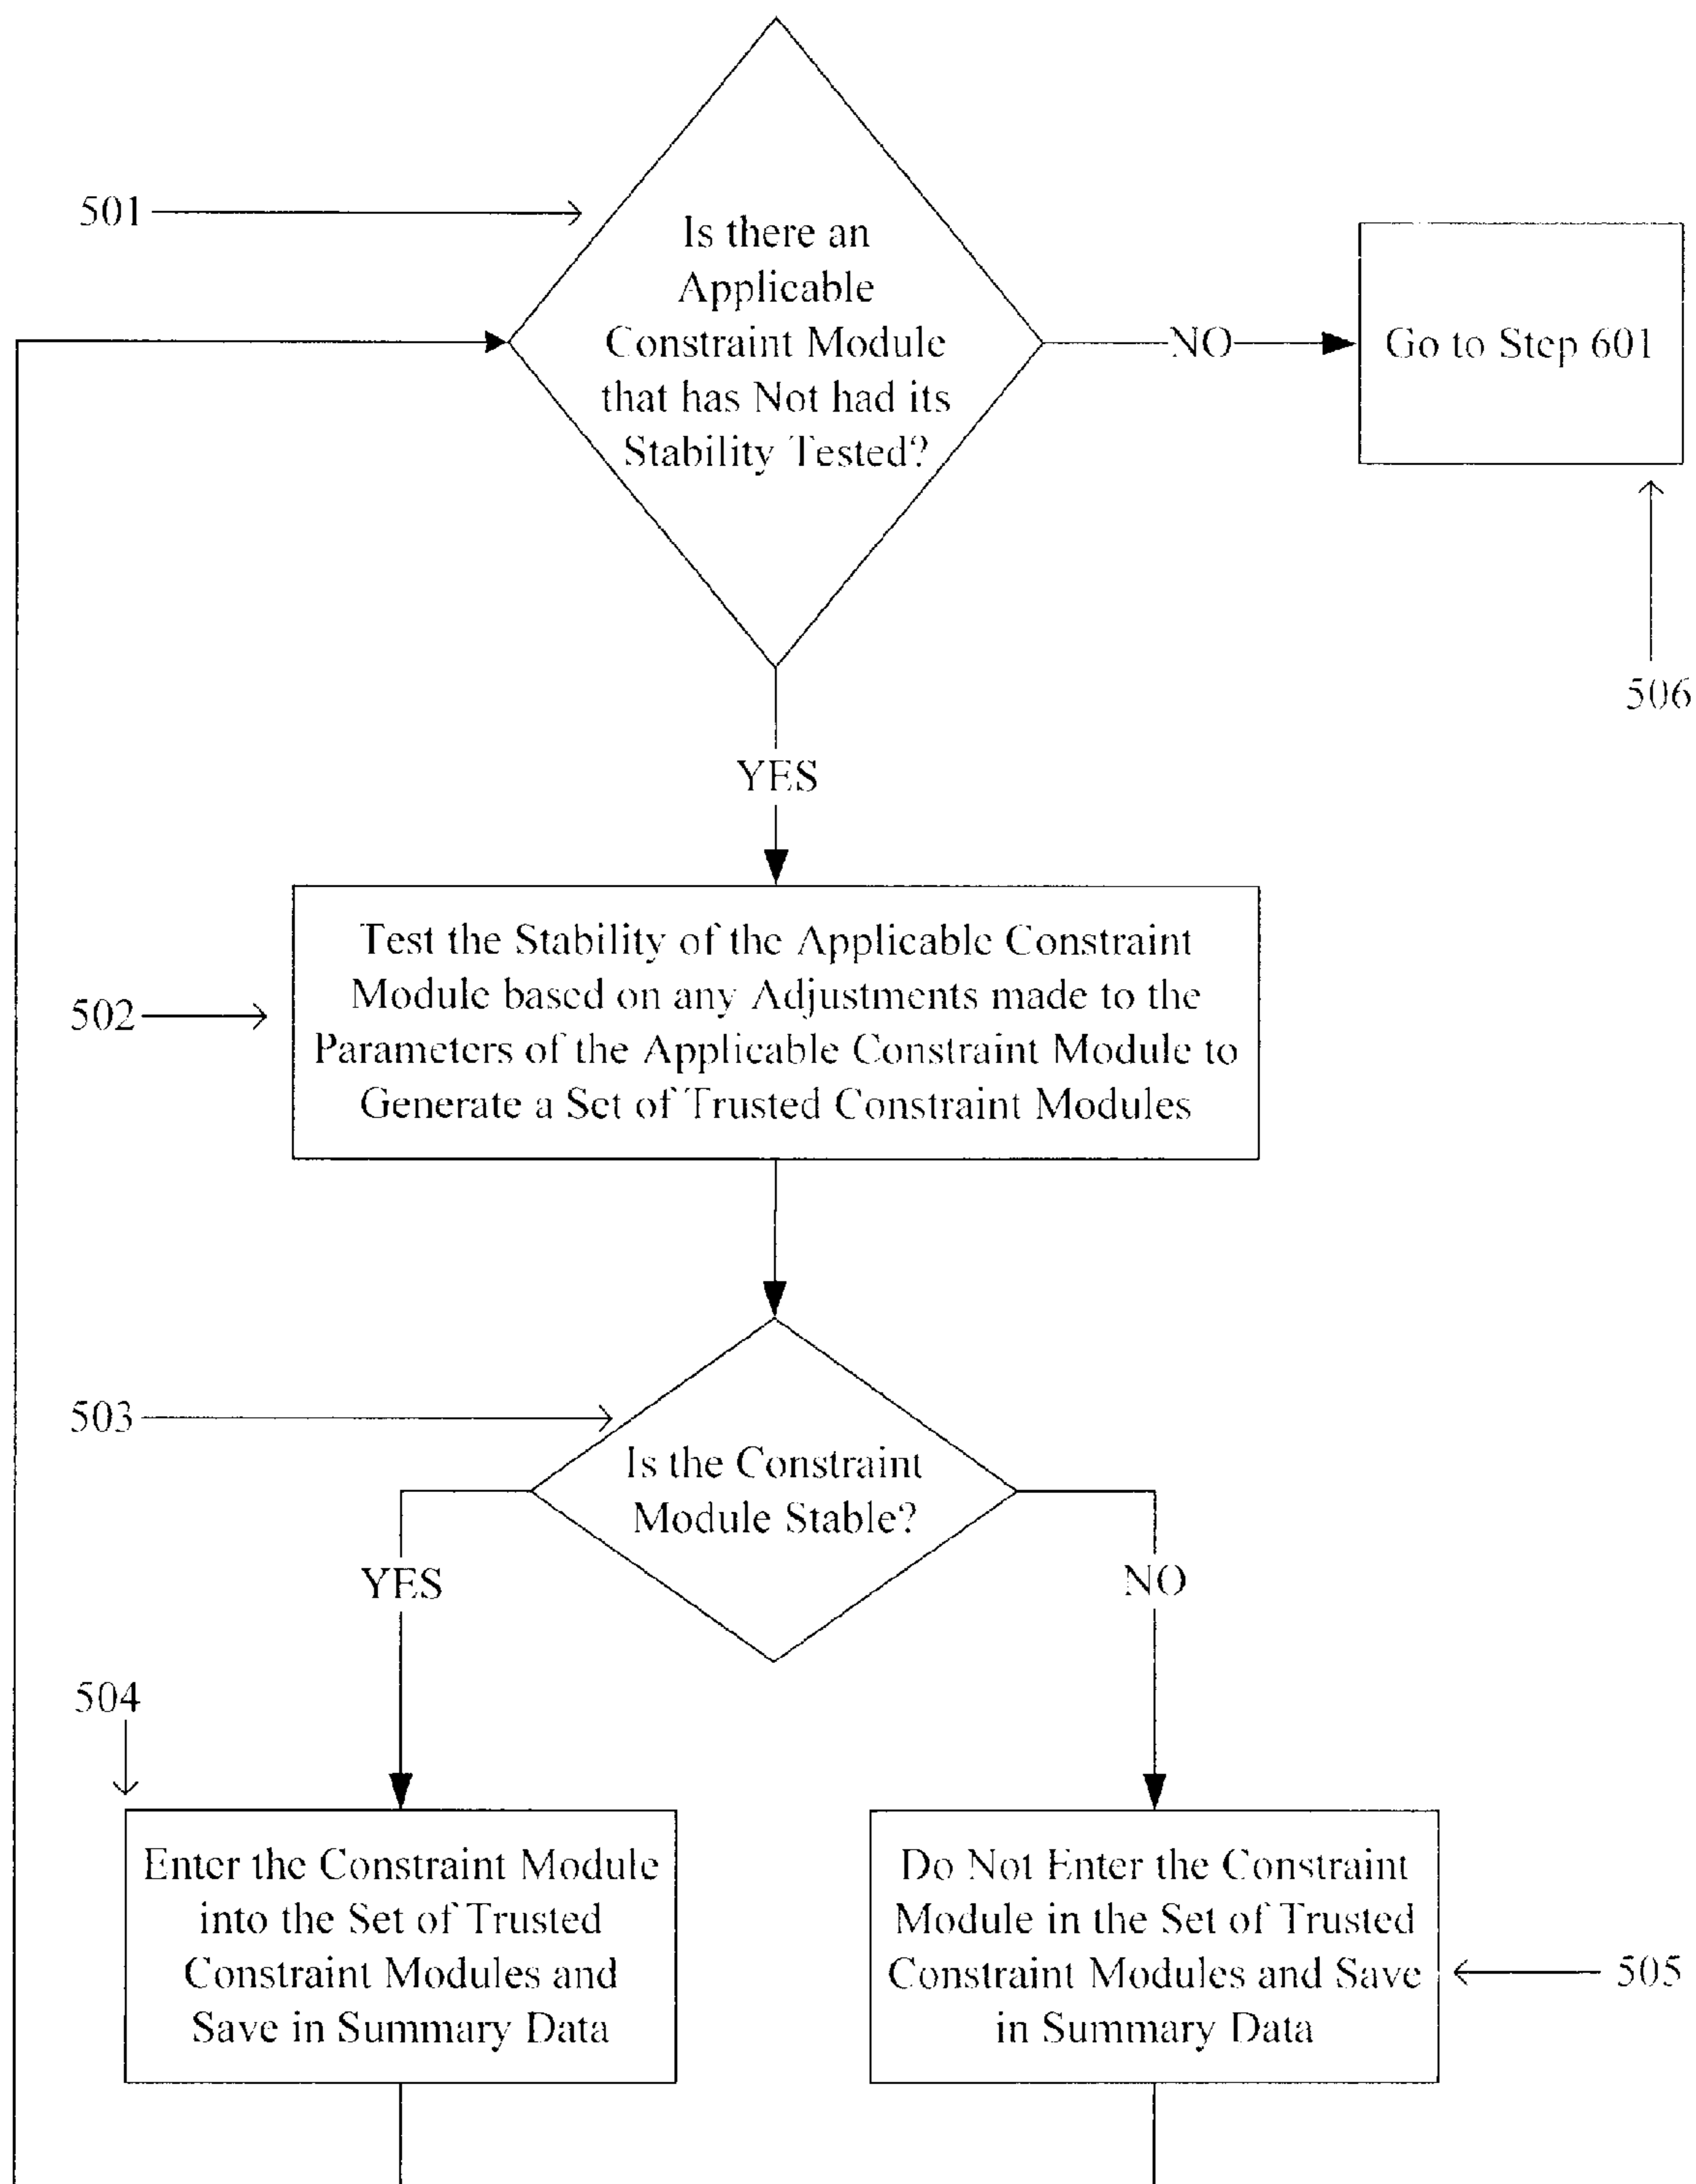 501
Is there an
Applicable
Constraint Module
that has Not had its
Stability Tested?
NO
Go to Step 601
506
YES
502
Test the Stability of the Applicable Constraint
Module based on any Adjustments made to the
Parameters of the Applicable Constraint Module to
Generate a Set of Trusted Constraint Modules
503
Is the Constraint
Module Stable?
YES
NO
504
Enter the Constraint Module
into the Set of Trusted
Constraint Modules and
Save in Summary Data
Do Not Enter the Constraint
Module in the Set of Trusted
Constraint Modules and Save
in Summary Data
505